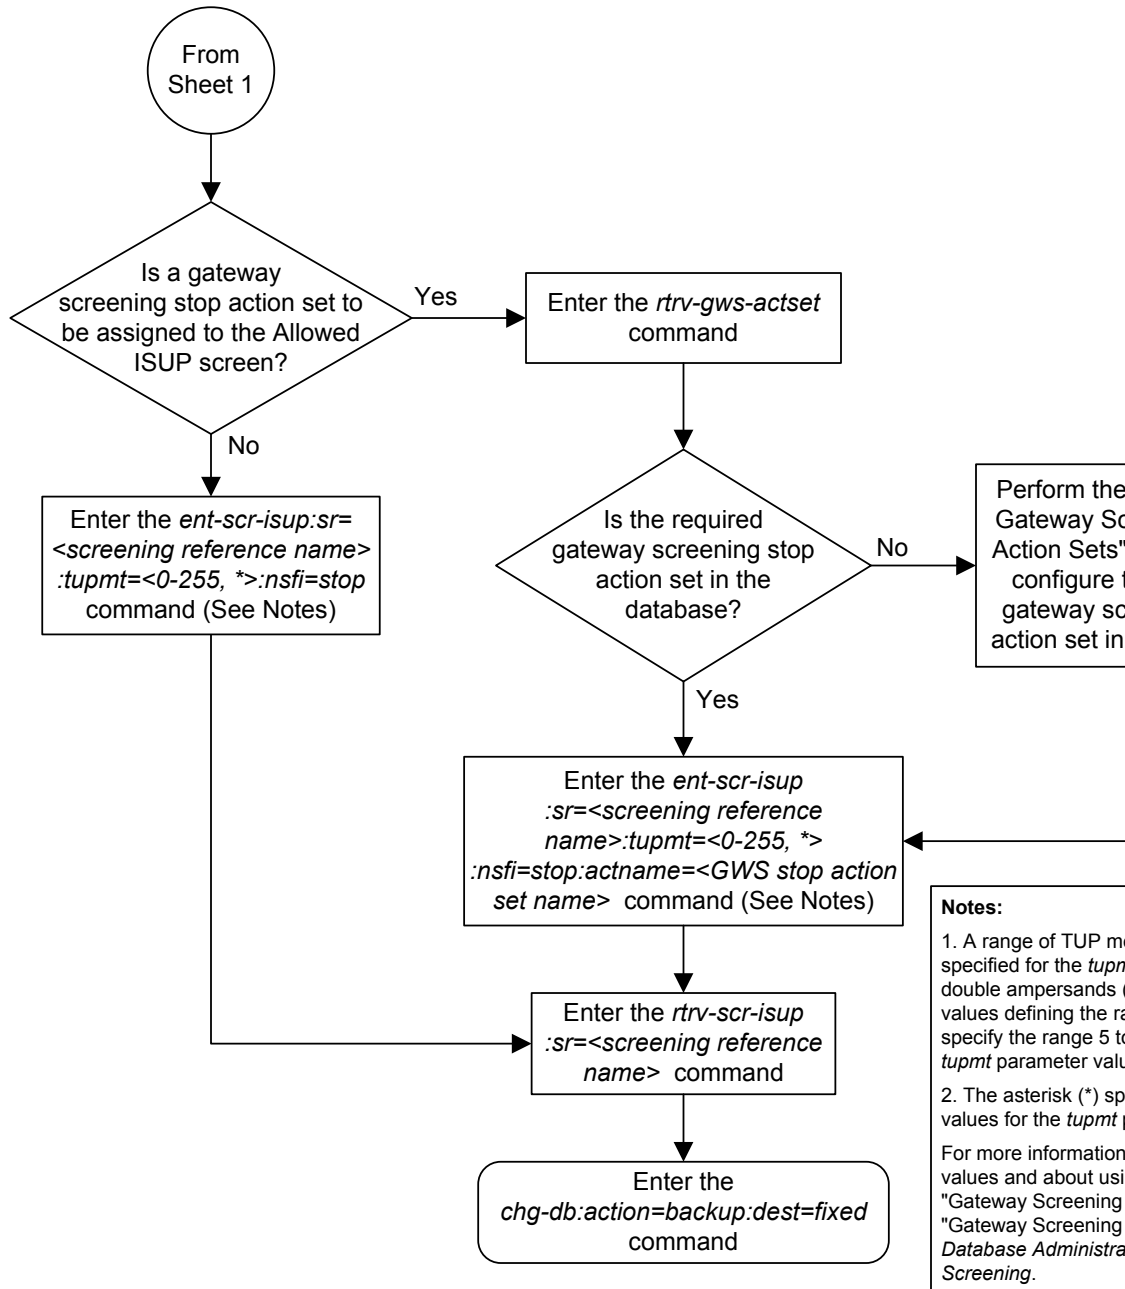 From
Sheet 1
Is a gateway
screening stop action set to
be assigned to the Allowed
ISUP screen?
Yes
No
Enter the rtrv-gws-actset
command
Enter the ent-scr-isup:sr=
<screening reference name>
:tupmt=<0-255, *>:nsfi=stop
command (See Notes)
Is the required
gateway screening stop
action set in the
database?
No
Yes
Perform the
Gateway Sc
Action Sets"
configure t
gateway sc
action set in
Enter the ent-scr-isup
:sr=<screening reference
name>:tupmt=<0-255, *>
:nsfi=stop:actname=<GWS stop action
set name> command (See Notes)
Enter the rtrv-scr-isup
:sr=<screening reference
name> command
Enter the
chg-db:action=backup:dest=fixed
command
Notes:
1. A range of TUP me
specified for the tupm
double ampersands (
values defining the ra
specify the range 5 to
tupmt parameter valu
2. The asterisk (*) sp
values for the tupmt p
For more information
values and about usi
"Gateway Screening
"Gateway Screening
Database Administra
Screening.